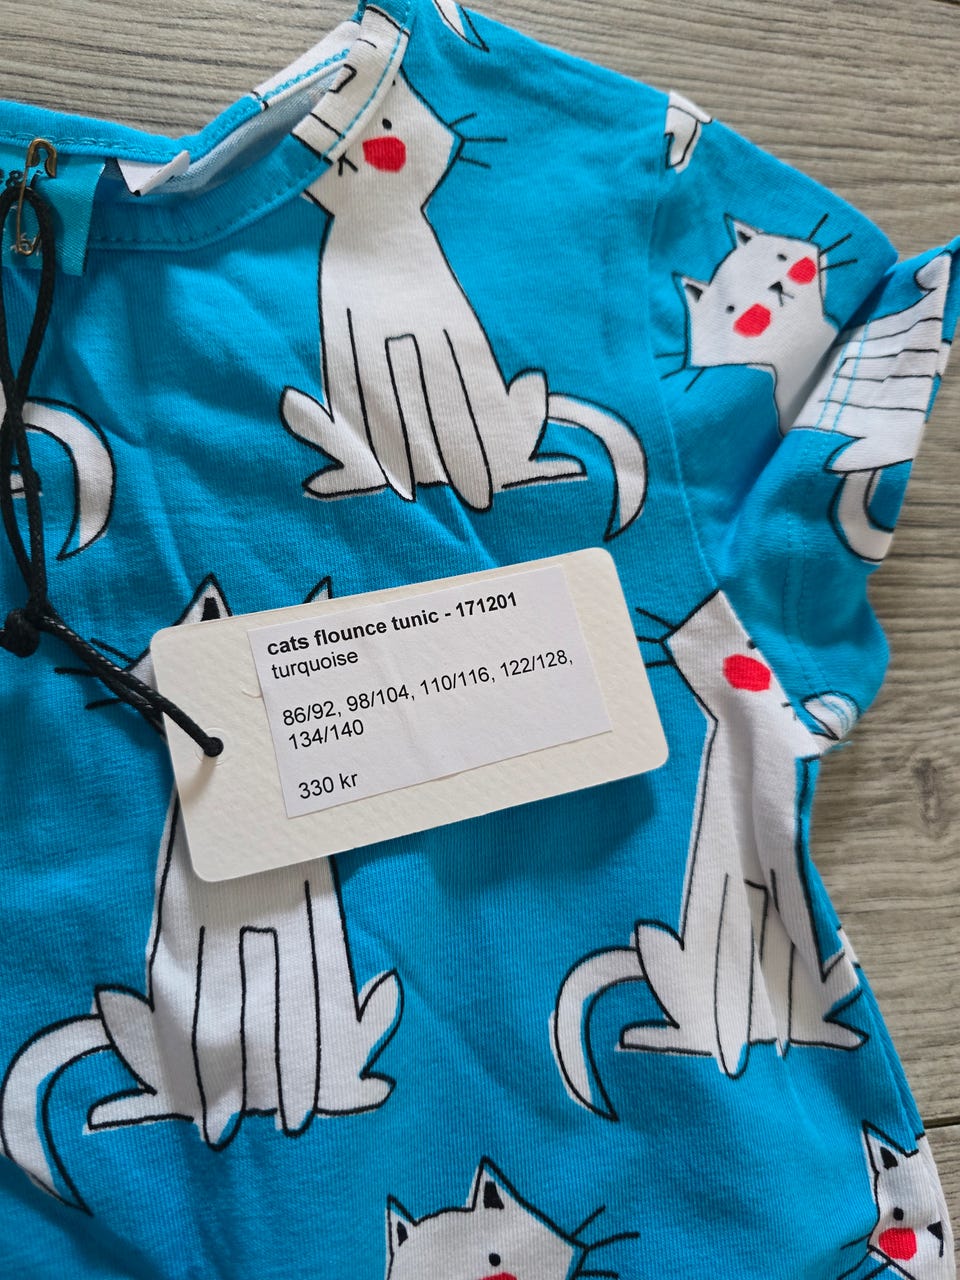 cats flounce tunic - 171201
turquoise
86/92, 98/104, 110/116, 122/128,
134/140
330 kr